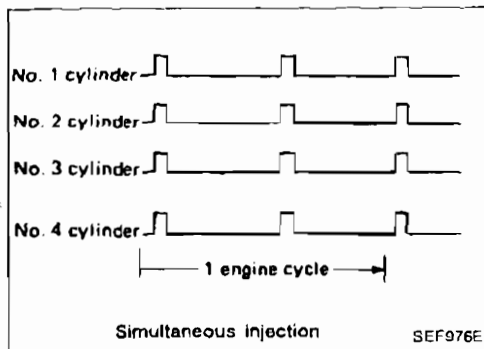 No. 1 cylinder
No. 2 cylinder
No. 3 cylinder
No. 4 cylinder
1 engine cycle
Simultaneous injection
SEF976E